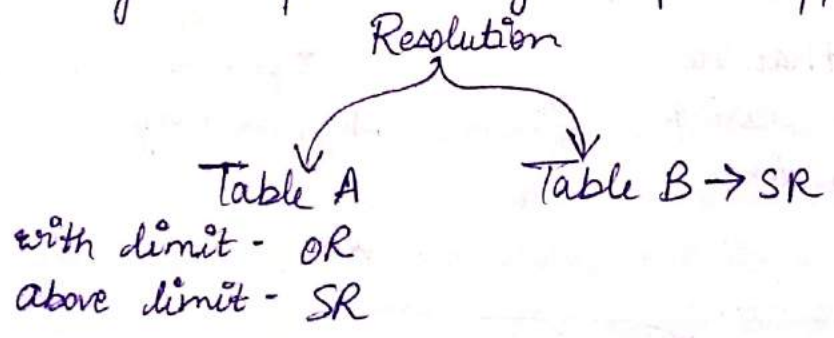 Resolution
Table A
Table B → SR
with limit - OR
above limit - SR